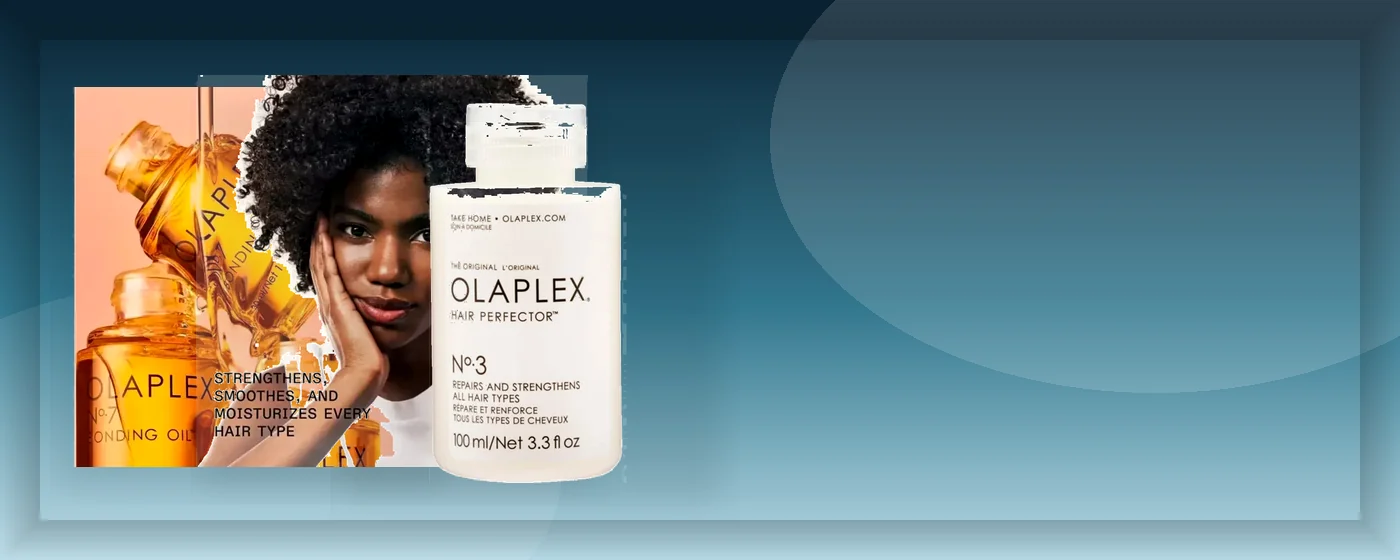 OLAPLEX
No.7
BONDING OIL
STRENGTHENS,
SMOOTHES, AND
MOISTURIZES EVERY
HAIR TYPE
TAKE HOME • OLAPLEX.COM
THE ORIGINAL L'ORIGINAL
OLAPLEX.
HAIR PERFECTOR™
No.3
REPAIRS AND STRENGTHENS
ALL HAIR TYPES
RÉPARE ET RENFORCE
TOUS LES TYPES DE CHEVEUX
100 ml/Net 3.3 fl oz